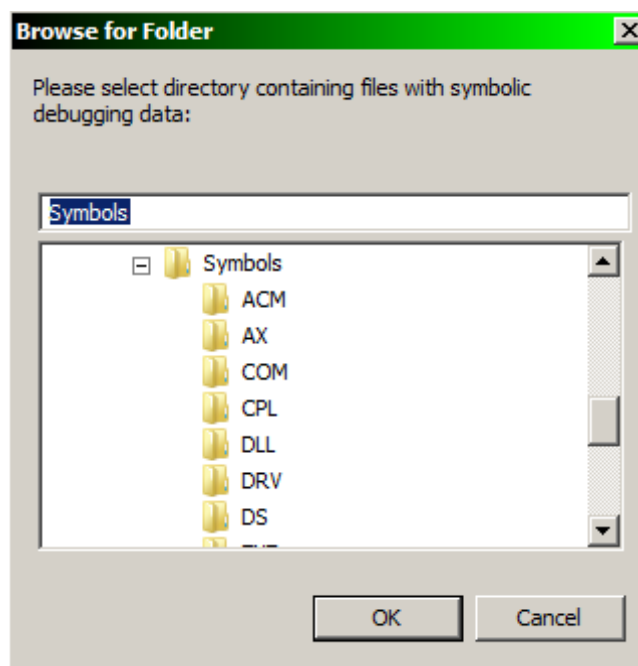 Browse for Folder
Please select directory containing files with symbolic
debugging data:
Symbols
Symbols
ACM
AX
COM
CPL
DLL
DRV
DS
OK
Cancel